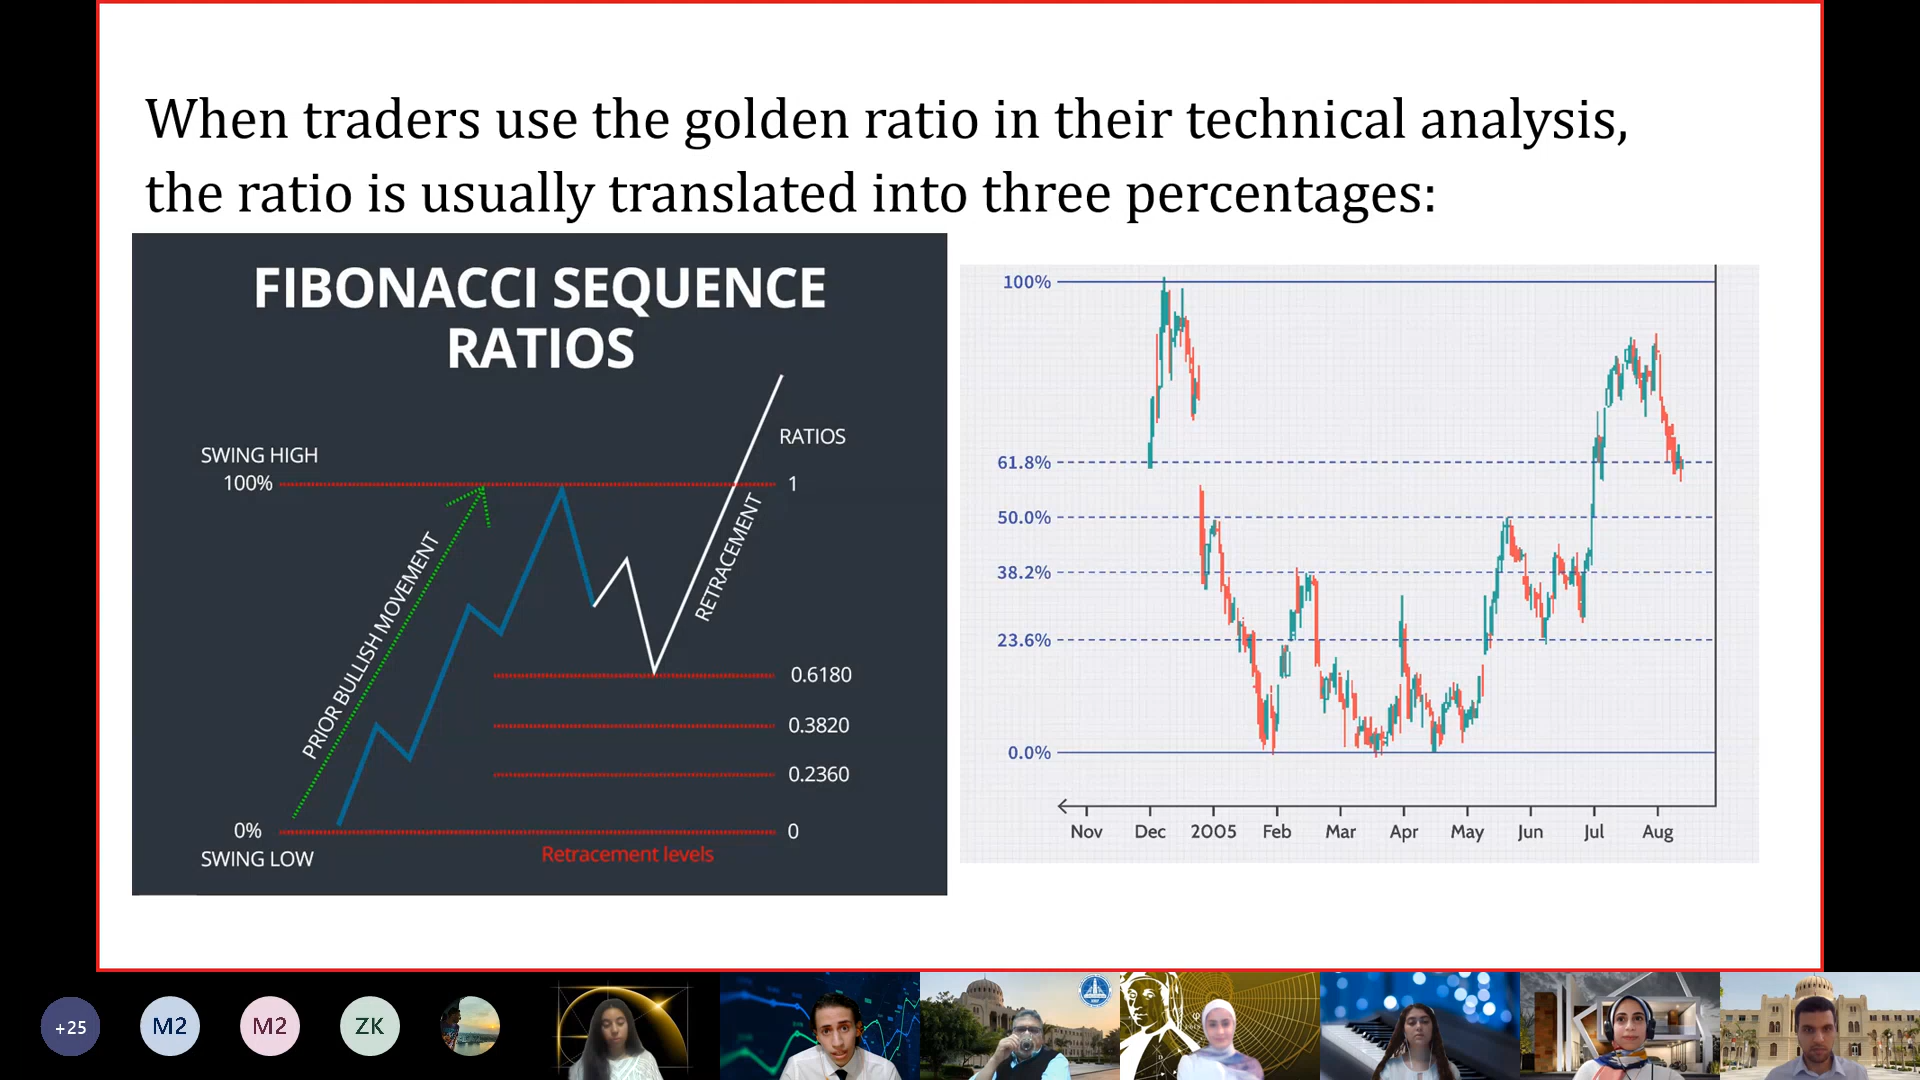 When traders use the golden ratio in their technical analysis,
the ratio is usually translated into three percentages:
FIBONACCI SEQUENCE
RATIOS
RATIOS
SWING HIGH
100%
1
PRIOR BULLISH MOVEMENT
RETRACEMENT
0.6180
0.3820
0.2360
0%
0
SWING LOW
Retracement levels
100%
61.8%
50.0%
38.2%
23.6%
0.0%
Nov Dec 2005 Feb Mar Apr May Jun Jul Aug
+25
M2
M2
ZK